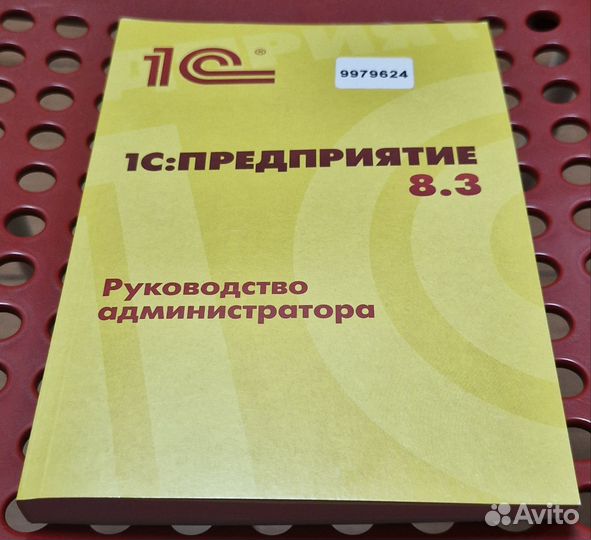 1С®
9979624
1С:ПРЕДПРИЯТИЕ
8.3
Руководство
администратора
Avito